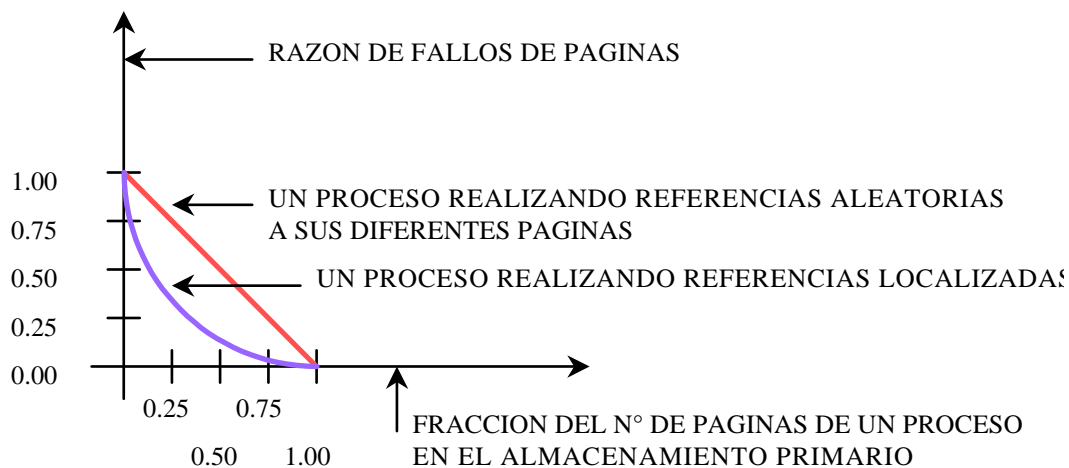 RAZON DE FALLOS DE PAGINAS
1.00
UN PROCESO REALIZANDO REFERENCIAS ALEATORIAS
A SUS DIFERENTES PAGINAS
0.75
0.50
UN PROCESO REALIZANDO REFERENCIAS LOCALIZADAS
0.25
0.00
0.25 0.75
0.50 1.00
FRACCION DEL N° DE PAGINAS DE UN PROCESO
EN EL ALMACENAMIENTO PRIMARIO